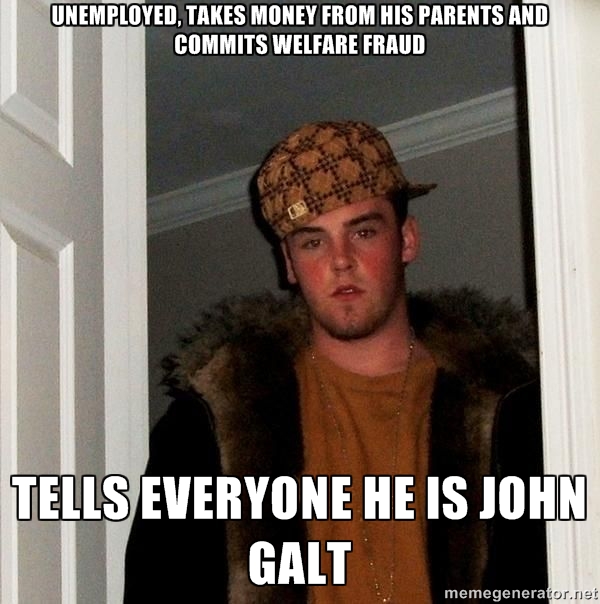 UNEMPLOYED, TAKES MONEY FROM HIS PARENTS AND
COMMITS WELFARE FRAUD
TELLS EVERYONE HE IS JOHN
GALT
memegenerator.net